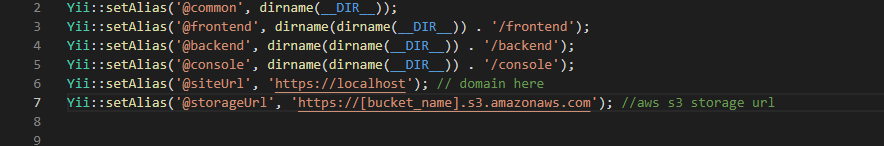 2 Yii::setAlias('@common', dirname(__DIR__));
3 Yii::setAlias('@frontend', dirname(dirname(__DIR__)) . '/frontend');
4 Yii::setAlias('@backend', dirname(dirname(__DIR__)) . '/backend');
5 Yii::setAlias('@console', dirname(dirname(__DIR__)) . '/console');
6 Yii::setAlias('@siteUrl', 'https://localhost'); // domain here
7 Yii::setAlias('@storageUrl', 'https://[bucket_name].s3.amazonaws.com'); //aws s3 storage url
8
9